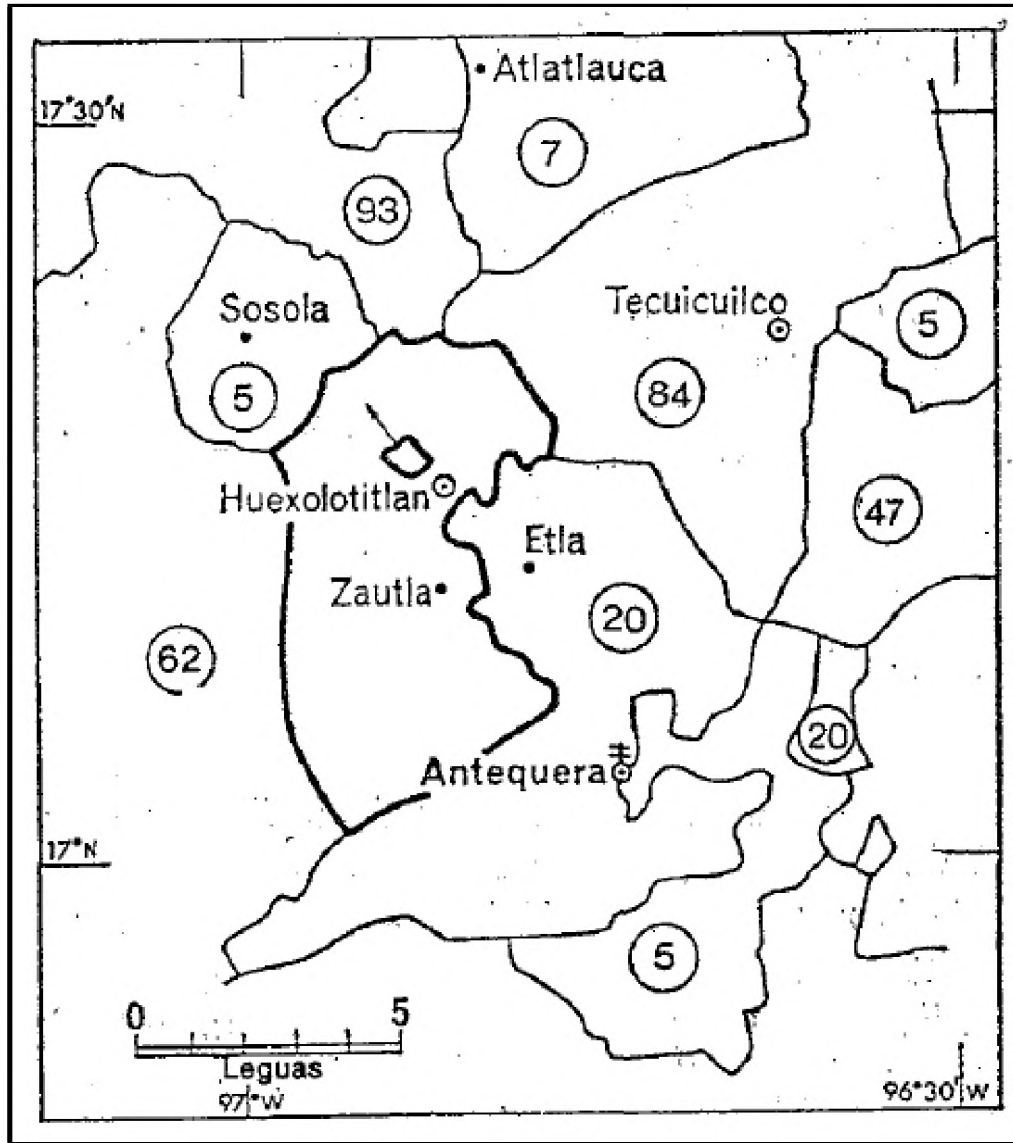 Atlatlauca
17°30'N
7
93
Sosola
Tecuicuilco
5
5
84
Huexolotitlan
47
Etla
Zautla
20
62
20
Antequera
17°N
5
0 5
Leguas
97°W
96°30'W